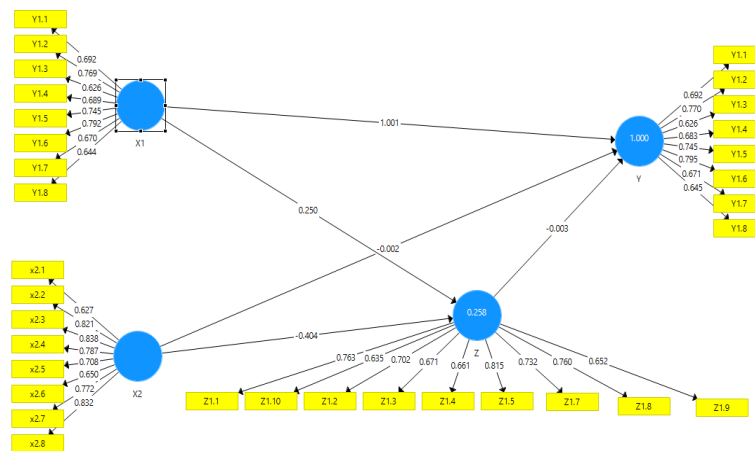 Y1.1
Y1.2
Y1.3
Y1.4
Y1.5
Y1.6
Y1.7
Y1.8
0.692
0.769
0.626
0.689
0.745
0.792
0.670
0.644
X1
1.001
0.250
-0.002
-0.003
-0.404
1.000
Y
0.692
0.770
0.626
0.683
0.745
0.795
0.671
0.645
Y1.1
Y1.2
Y1.3
Y1.4
Y1.5
Y1.6
Y1.7
Y1.8
x2.1
x2.2
x2.3
x2.4
x2.5
x2.6
x2.7
x2.8
0.627
0.821
0.838
0.787
0.708
0.650
0.772
0.832
X2
0.258
Z
0.763
0.635
0.702
0.671
0.661
0.815
0.732
0.760
0.652
Z1.1
Z1.10
Z1.2
Z1.3
Z1.4
Z1.5
Z1.7
Z1.8
Z1.9